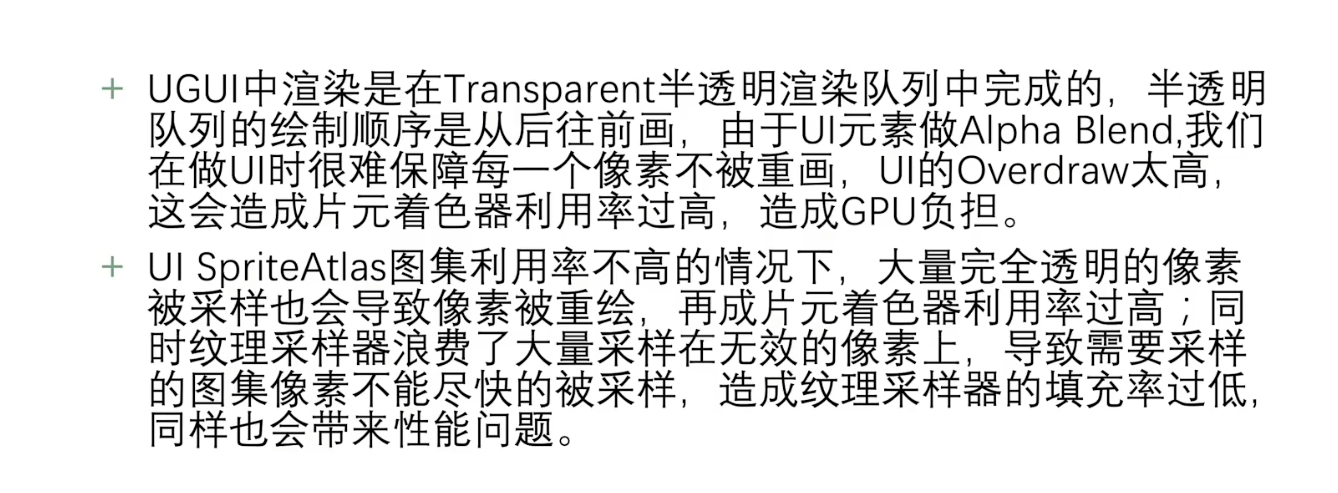 + UGUI中渲染是在Transparent半透明渲染队列中完成的，半透明
队列的绘制顺序是从后往前画，由于UI元素做Alpha Blend,我们
在做UI时很难保障每一个像素不被重画，UI的Overdraw太高，
这会造成片元着色器利用率过高，造成GPU负担。
+ UI SpriteAtlas图集利用率不高的情况下，大量完全透明的像素
被采样也会导致像素被重绘，再成片元着色器利用率过高；同
时纹理采样器浪费了大量采样在无效的像素上，导致需要采样
的图集像素不能尽快的被采样，造成纹理采样器的填充率过低，
同样也会带来性能问题。